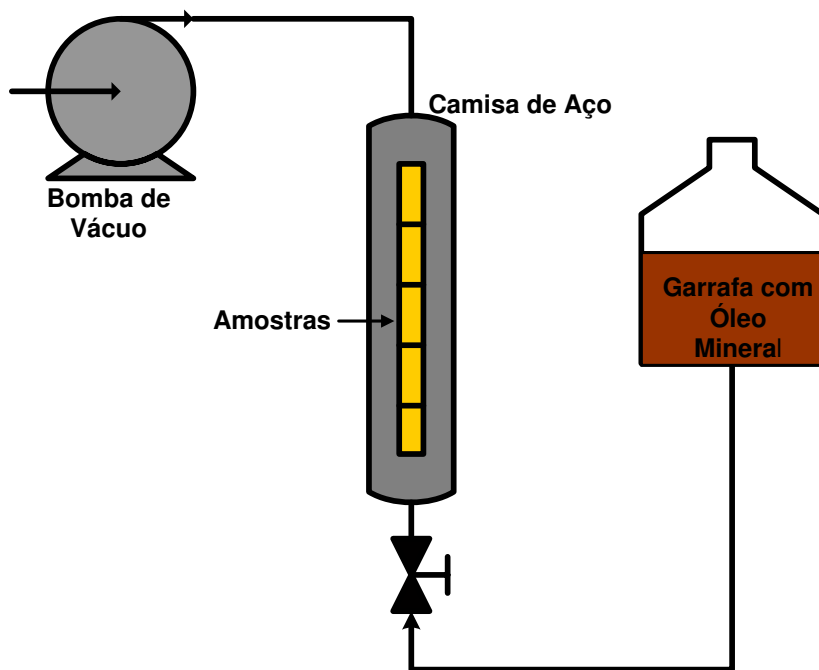 Camisa de Aço
Bomba de
Vácuo
Garrafa com
Óleo
Mineral
Amostras